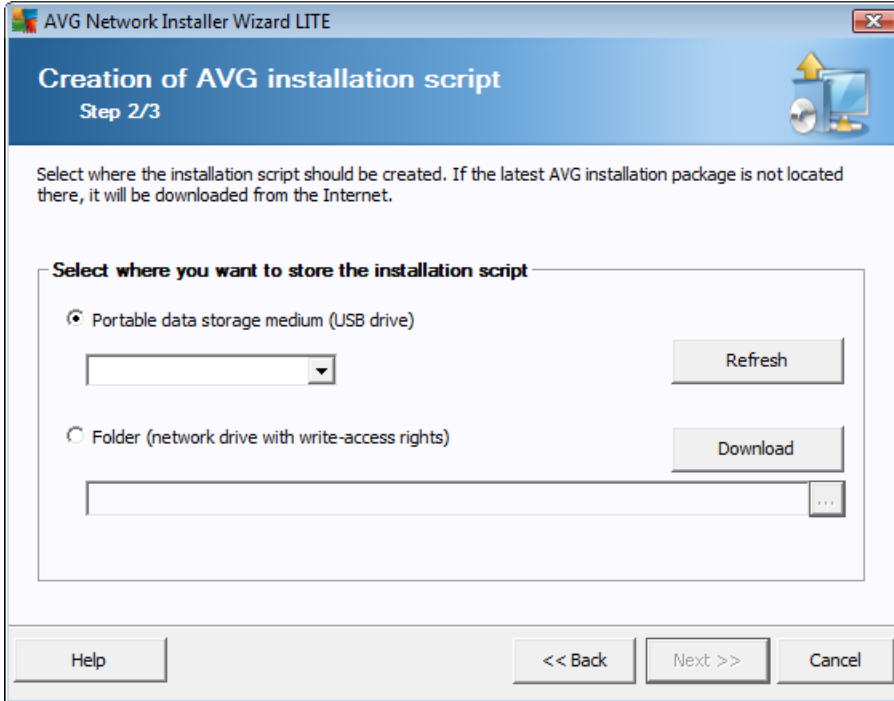 AVG Network Installer Wizard LITE
Creation of AVG installation script
Step 2/3
Select where the installation script should be created. If the latest AVG installation package is not located
there, it will be downloaded from the Internet.
Select where you want to store the installation script
Portable data storage medium (USB drive)
Refresh
Folder (network drive with write-access rights)
Download
...
Help
<< Back
Next >>
Cancel